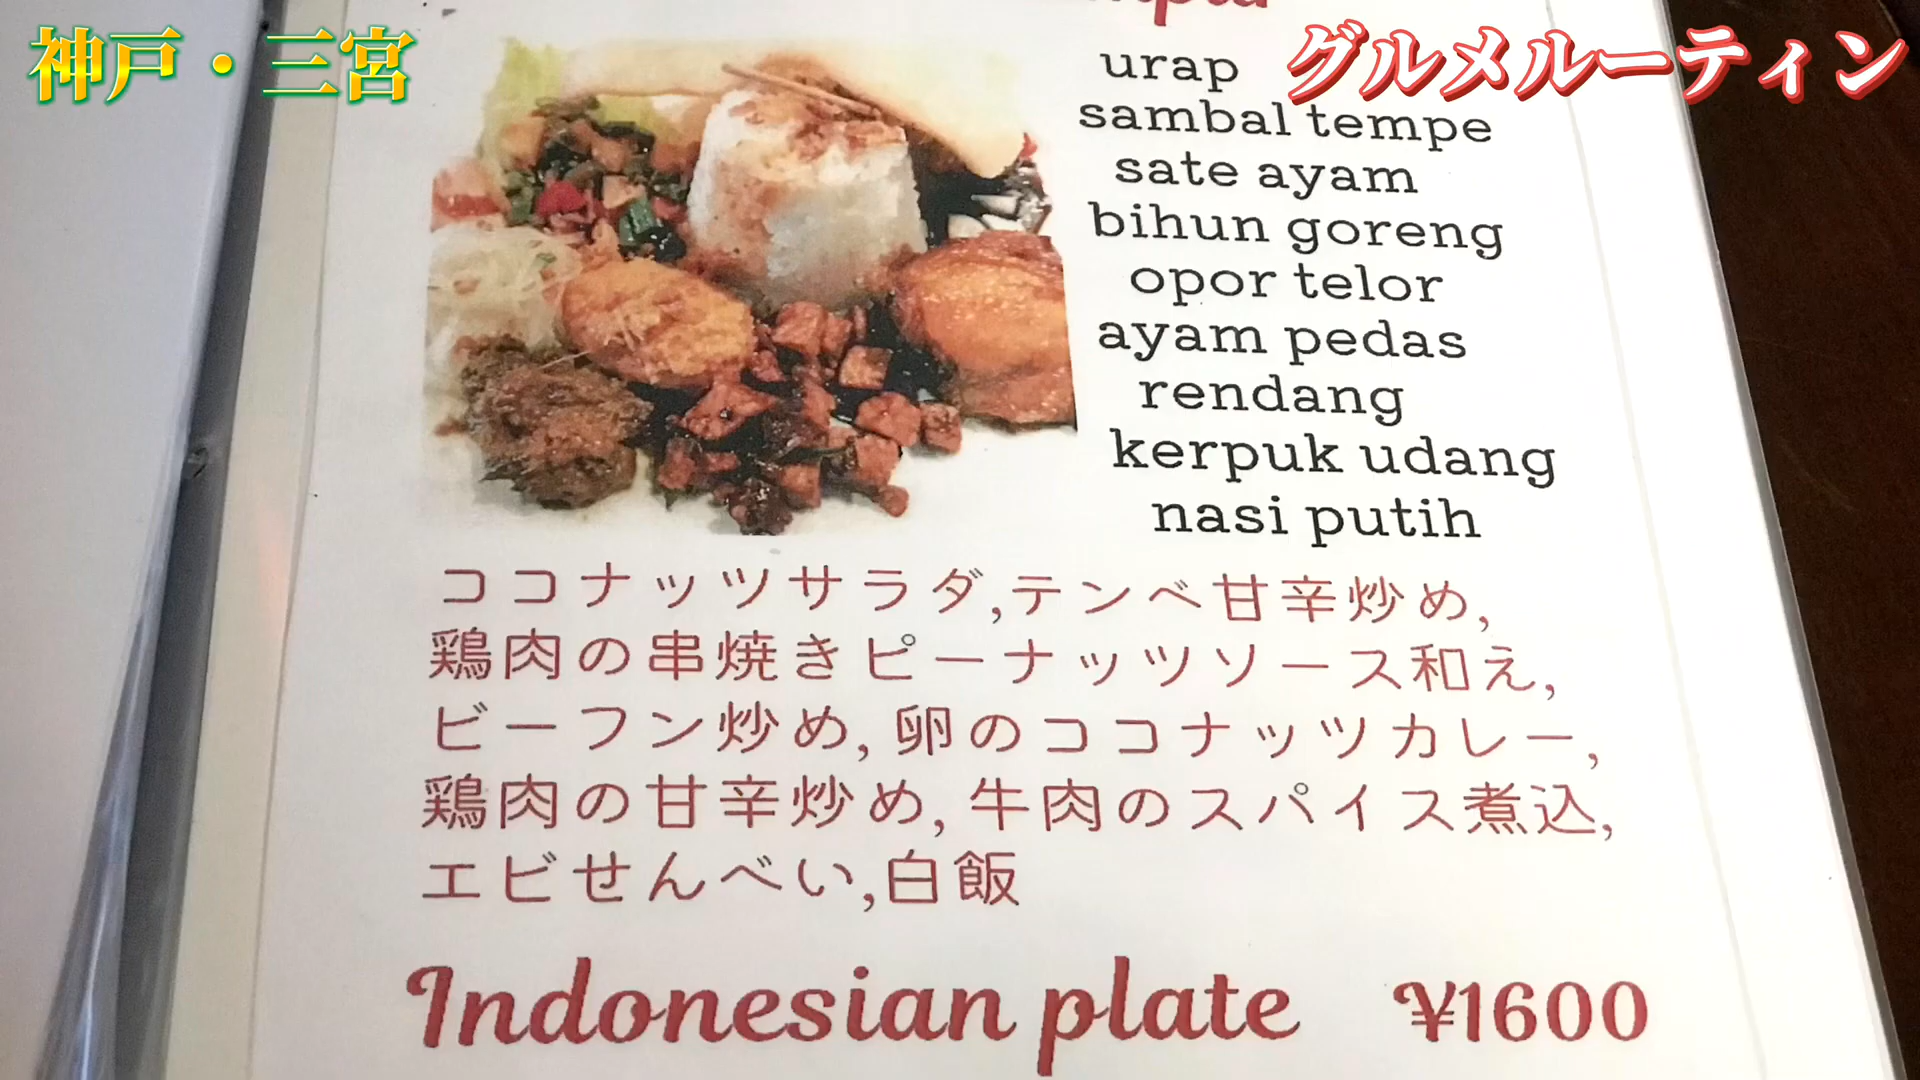 神戸・三宮
グルメルーティン
urap
sambal tempe
sate ayam
bihun goreng
opor telor
ayam pedas
rendang
kerpuk udang
nasi putih
ココナッツサラダ,テンペ甘辛炒め,
鶏肉の串焼きピーナッツソース和え,
ビーフン炒め, 卵のココナッツカレー,
鶏肉の甘辛炒め, 牛肉のスパイス煮込,
エビせんべい,白飯
Indonesian plate ¥1600